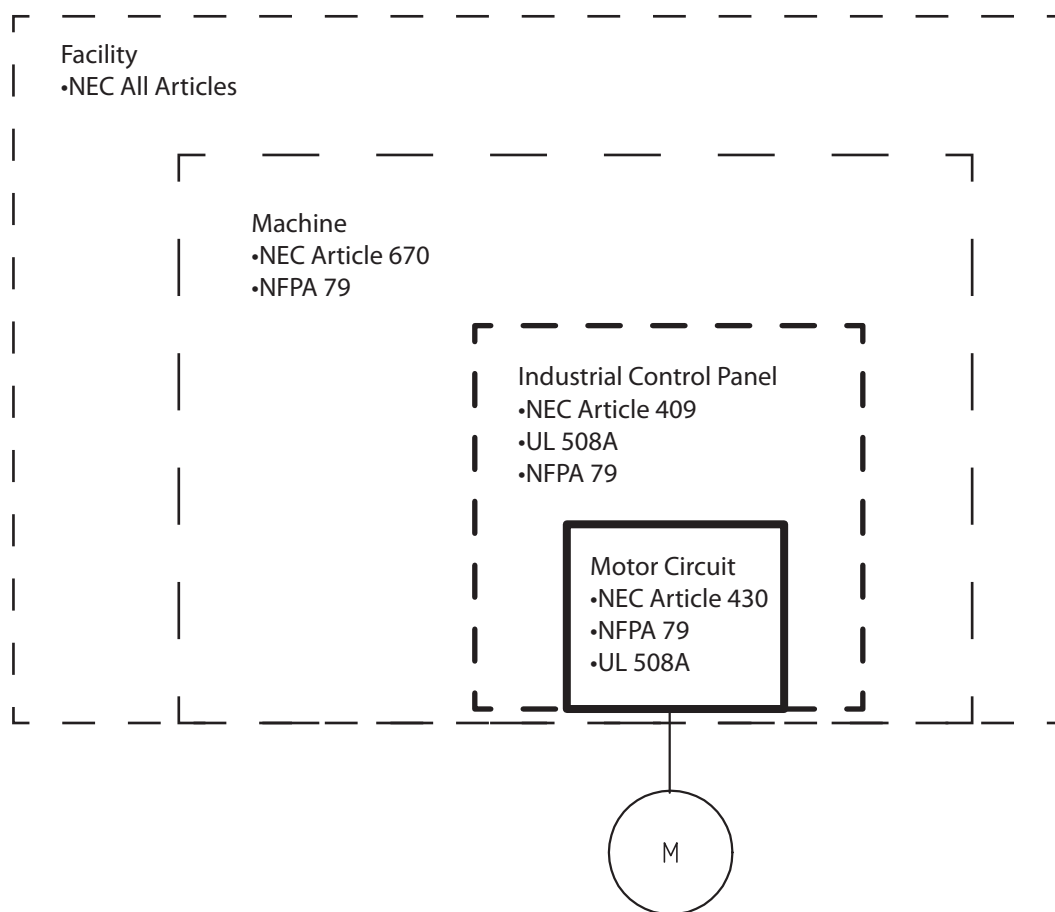 Facility
•NEC All Articles
Machine
•NEC Article 670
•NFPA 79
Industrial Control Panel
•NEC Article 409
•UL 508A
•NFPA 79
Motor Circuit
•NEC Article 430
•NFPA 79
•UL 508A
M